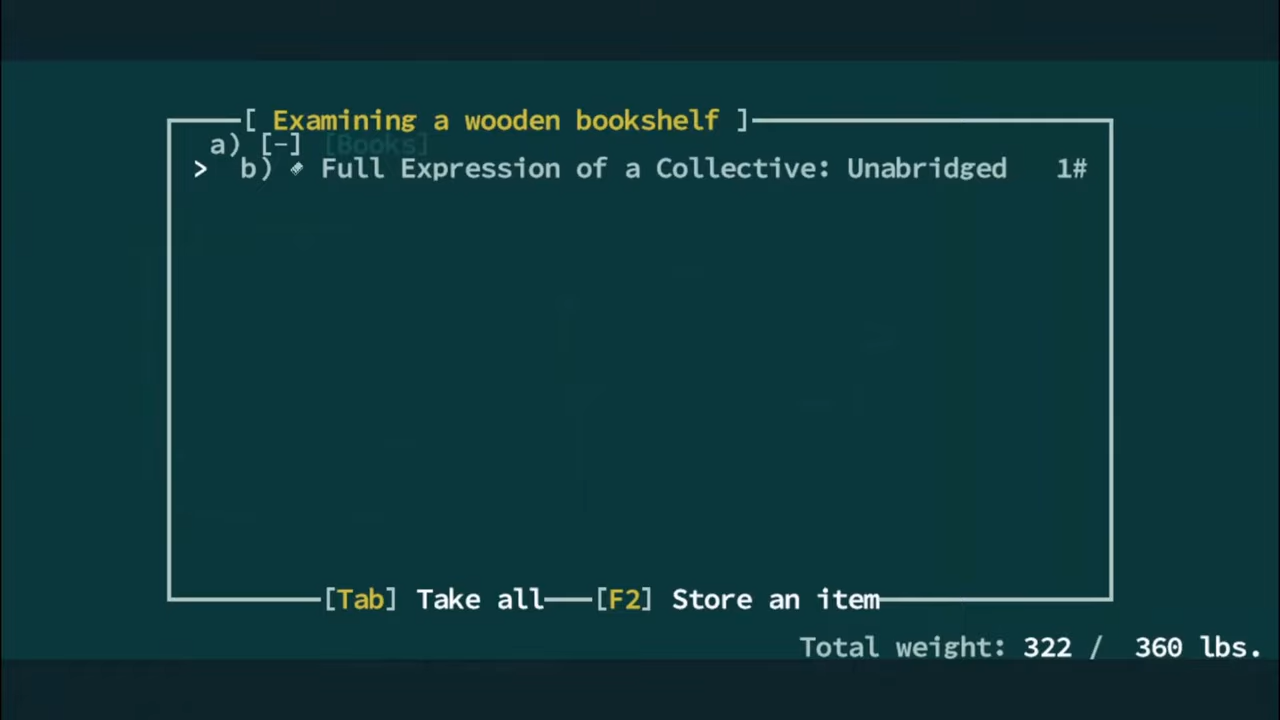 [ Examining a wooden bookshelf ]
a) [-] [Books]
> b) Full Expression of a Collective: Unabridged 1#
[Tab] Take all [F2] Store an item
Total weight: 322 / 360 lbs.